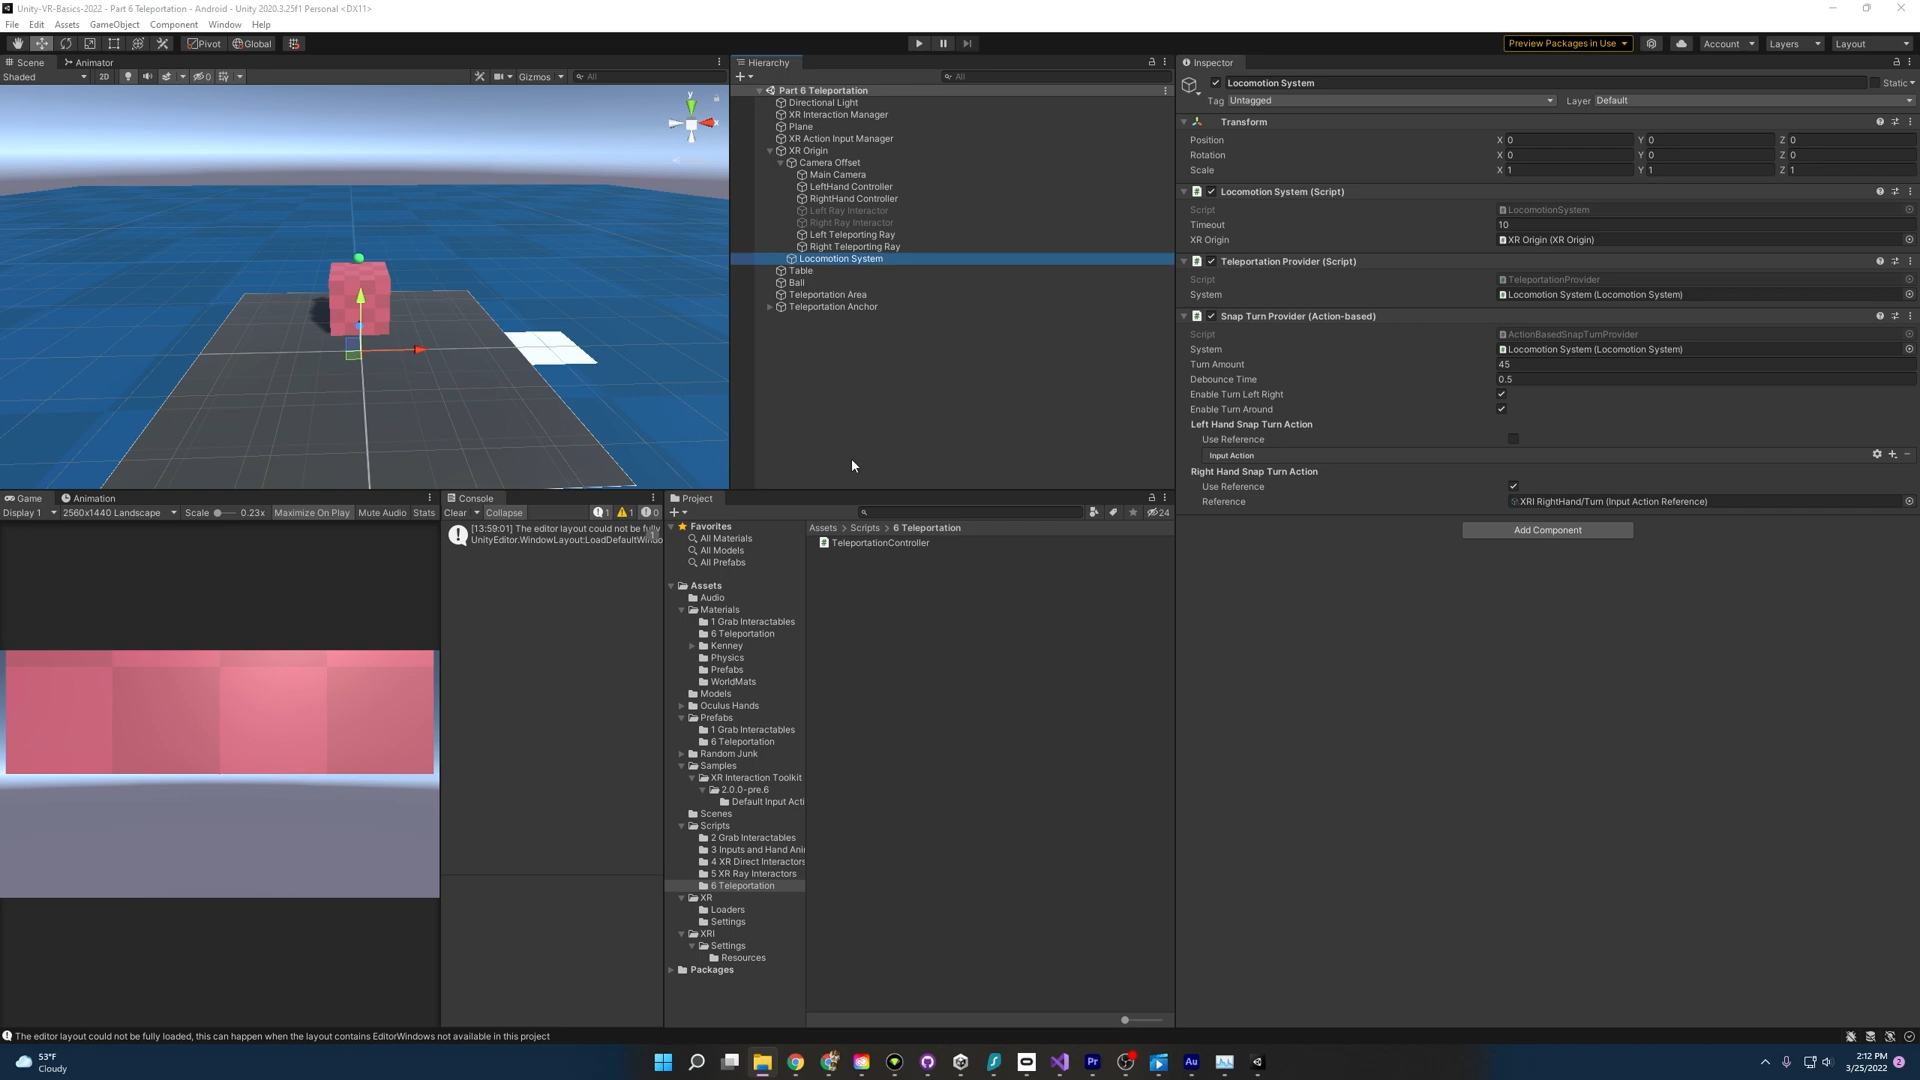 Unity-VR-Basics-2022 - Part 6 Teleportation - Android - Unity 2020.3.25f1 Personal <DX11>
File Edit Assets GameObject Component Window Help
Pivot Global Preview Packages in Use Account Layers Layout
Scene Animator
Shaded 2D 0 Gizmos All
y
x
Hierarchy
All
Part 6 Teleportation
Directional Light
XR Interaction Manager
Plane
XR Action Input Manager
XR Origin
Camera Offset
Main Camera
LeftHand Controller
RightHand Controller
Left Ray Interactor
Right Ray Interactor
Left Teleporting Ray
Right Teleporting Ray
Locomotion System
Table
Ball
Teleportation Area
Teleportation Anchor
Inspector
Locomotion System Static
Tag Untagged Layer Default
Transform
Position X 0 Y 0 Z 0
Rotation X 0 Y 0 Z 0
Scale X 1 Y 1 Z 1
Locomotion System (Script)
Script LocomotionSystem
Timeout 10
XR Origin XR Origin (XR Origin)
Teleportation Provider (Script)
Script TeleportationProvider
System Locomotion System (Locomotion System)
Snap Turn Provider (Action-based)
Script ActionBasedSnapTurnProvider
System Locomotion System (Locomotion System)
Turn Amount 45
Debounce Time 0.5
Enable Turn Left Right
Enable Turn Around
Left Hand Snap Turn Action
Use Reference
Input Action
Right Hand Snap Turn Action
Use Reference
Reference XRI RightHand/Turn (Input Action Reference)
Add Component
Game Animation
Display 1 2560x1440 Landscape Scale 0.23x Maximize On Play Mute Audio Stats
Console
Clear Collapse 1 1 0
[13:59:01] The editor layout could not be fully
UnityEditor.WindowLayout:LoadDefaultWindo 1
Project
24
Favorites
All Materials
All Models
All Prefabs
Assets
Audio
Materials
1 Grab Interactables
6 Teleportation
Kenney
Physics
Prefabs
WorldMats
Models
Oculus Hands
Prefabs
1 Grab Interactables
6 Teleportation
Random Junk
Samples
XR Interaction Toolkit
2.0.0-pre.6
Default Input Acti
Scenes
Scripts
2 Grab Interactables
3 Inputs and Hand Ani
4 XR Direct Interactors
5 XR Ray Interactors
6 Teleportation
XR
Loaders
Settings
XRI
Settings
Resources
Packages
Assets > Scripts > 6 Teleportation
TeleportationController
The editor layout could not be fully loaded, this can happen when the layout contains EditorWindows not available in this project
53°F
Cloudy
Pr
Au
2:12 PM
3/25/2022
2